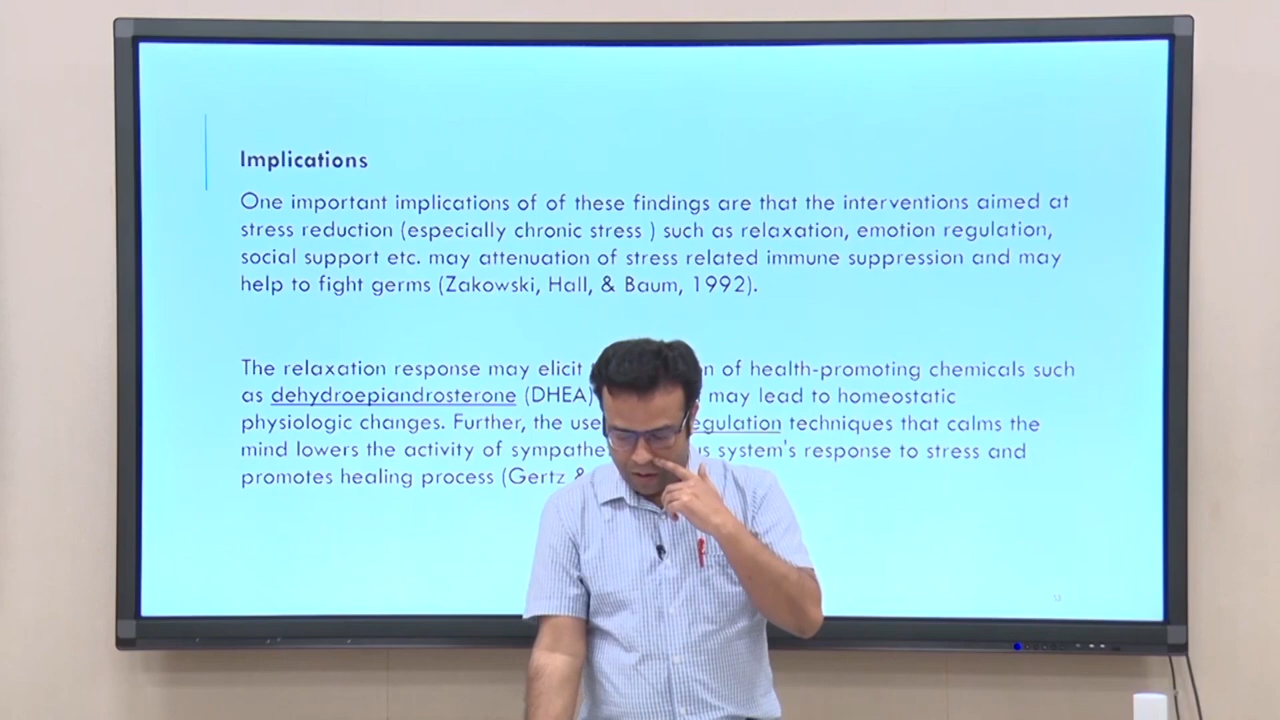 Implications
One important implications of of these findings are that the interventions aimed at
stress reduction (especially chronic stress ) such as relaxation, emotion regulation,
social support etc. may attenuation of stress related immune suppression and may
help to fight germs (Zakowski, Hall, & Baum, 1992).
The relaxation response may elicit of health-promoting chemicals such
as dehydroepiandrosterone (DHEA) may lead to homeostatic
physiologic changes. Further, the use techniques that calms the
mind lowers the activity of system's response to stress and
promotes healing process (Gertz &